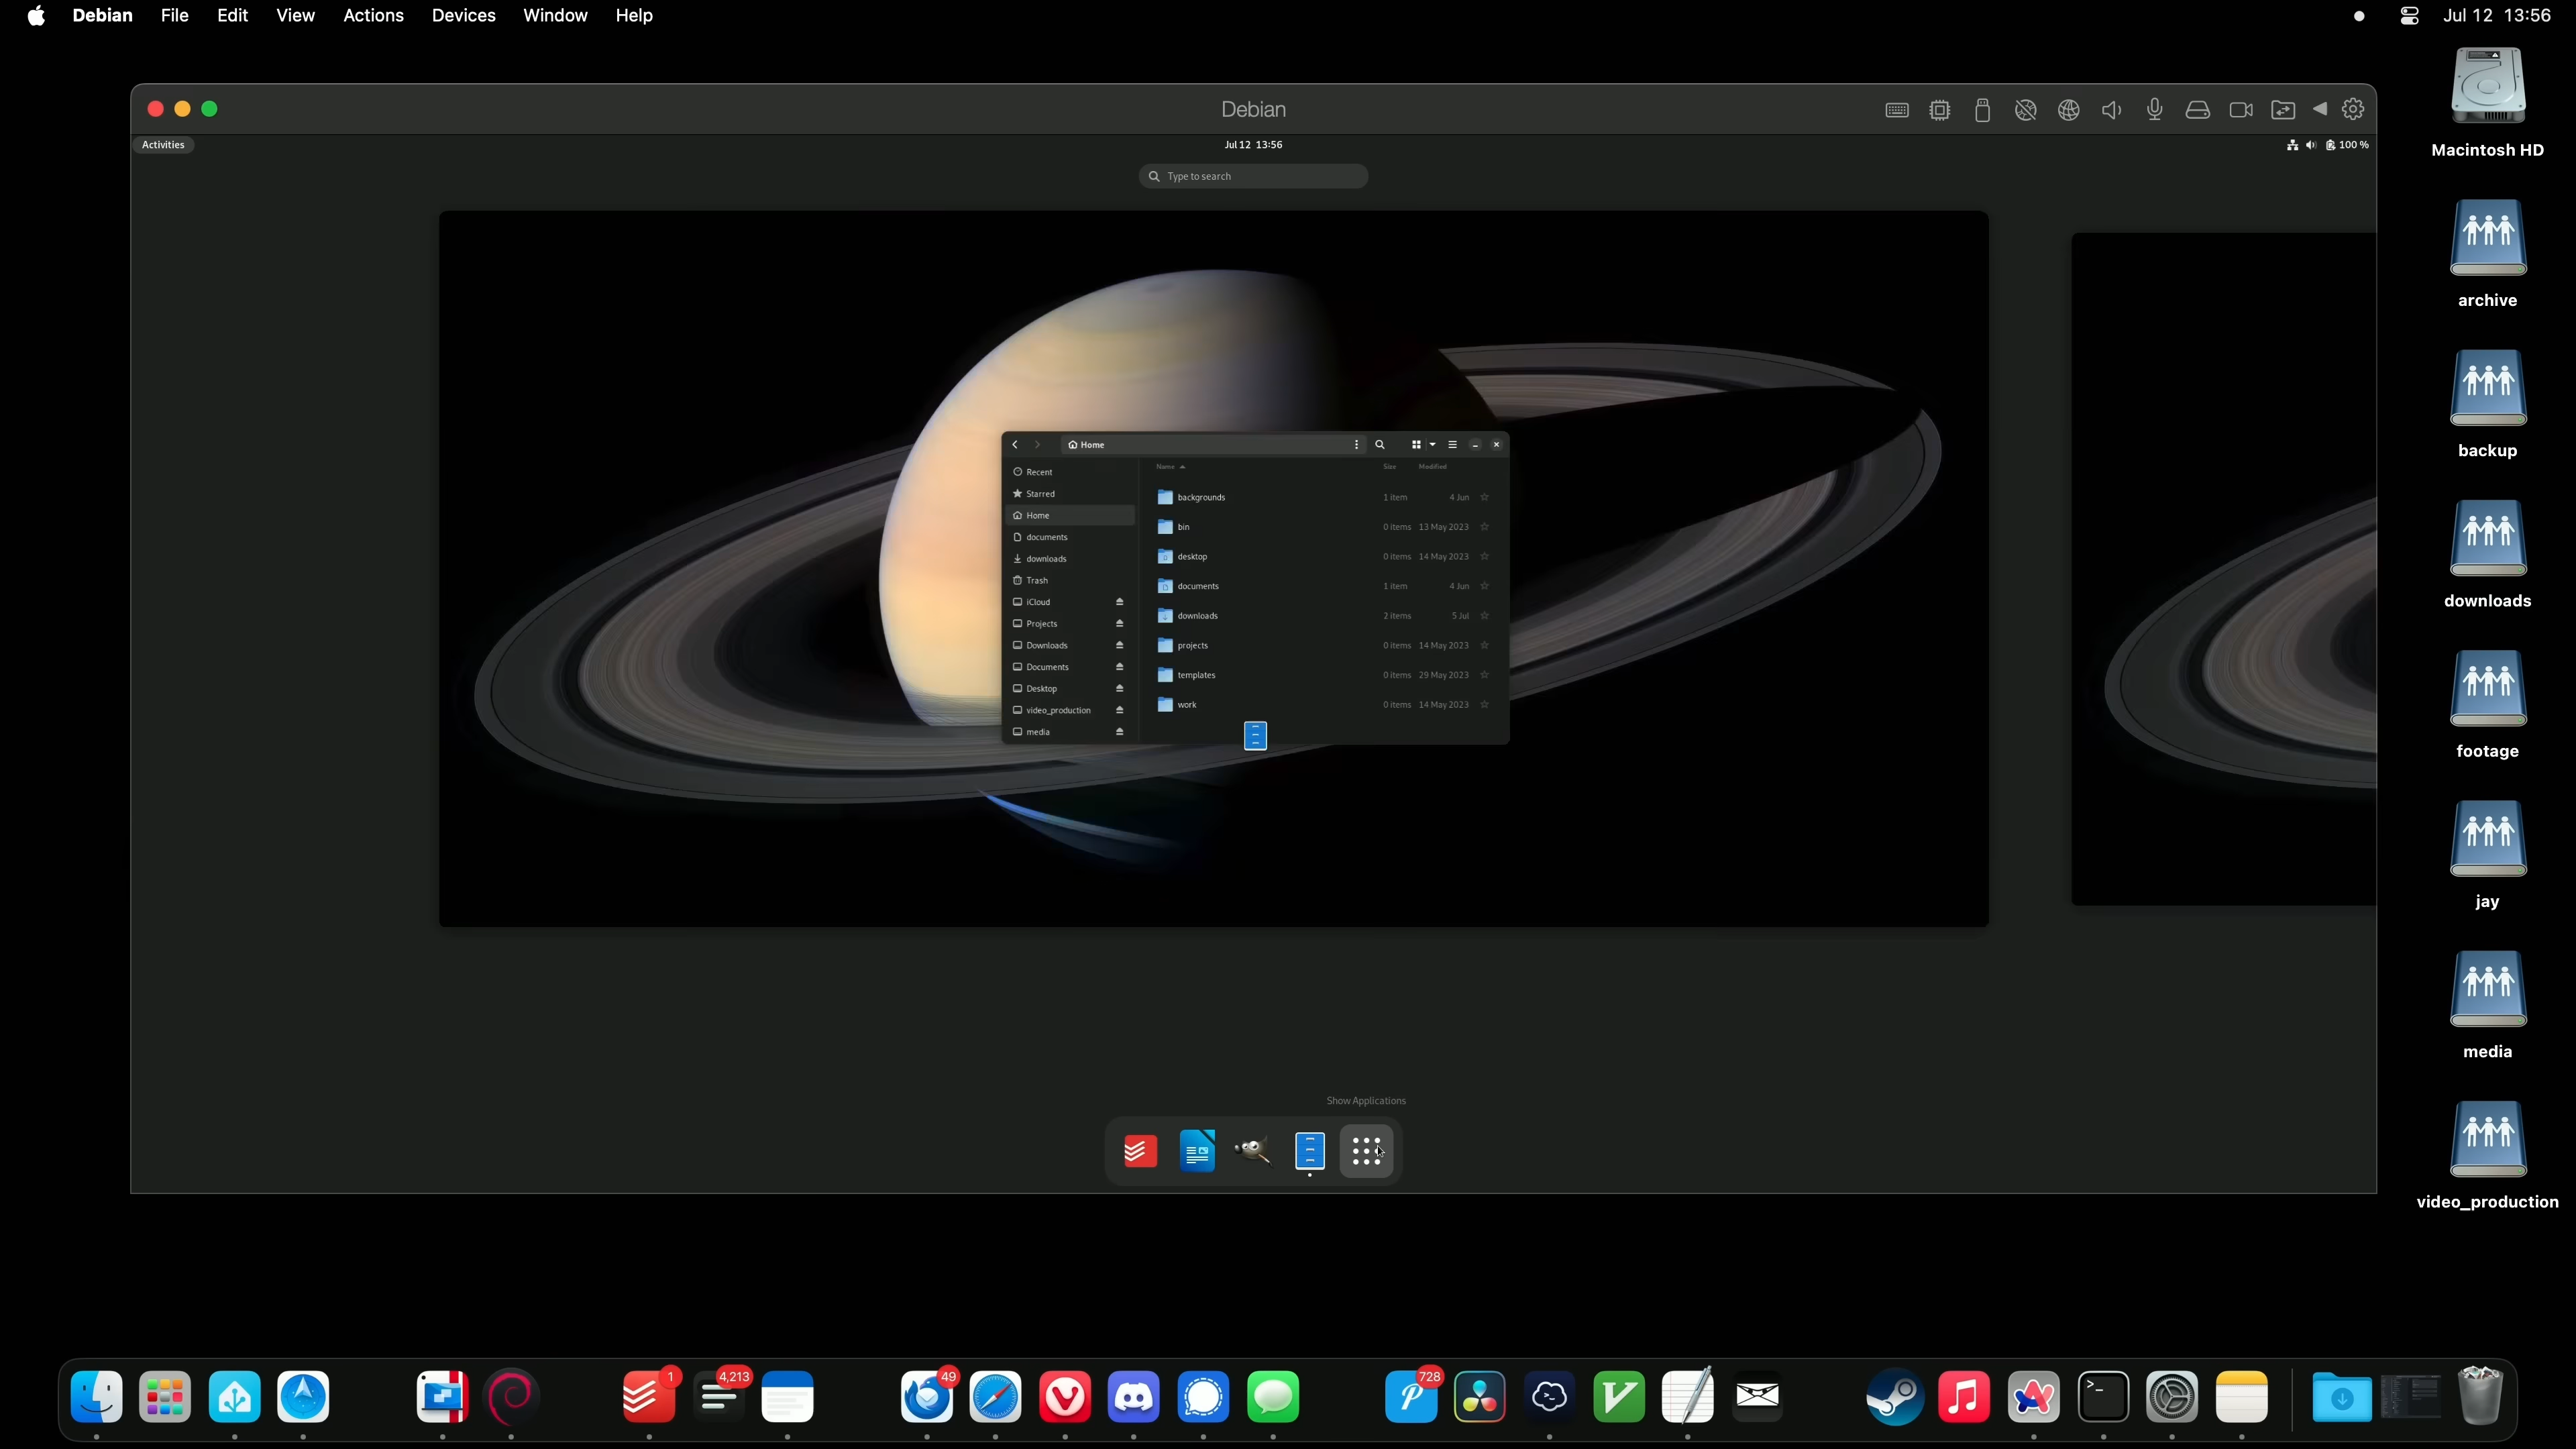 Debian File Edit View Actions Devices Window Help Jul 12 13:56
Debian
Activities Jul 12 13:56 100 %
Type to search
Home
Recent
Starred
Home
documents
downloads
Trash
iCloud
Projects
Downloads
Documents
Desktop
video_production
media
Name Size Modified
backgrounds 1 item 4 Jun
bin 0 items 13 May 2023
desktop 0 items 14 May 2023
documents 1 item 4 Jun
downloads 2 items 5 Jul
projects 0 items 14 May 2023
templates 0 items 29 May 2023
work 0 items 14 May 2023
Show Applications
Macintosh HD
archive
backup
downloads
footage
jay
media
video_production
1 4,213 49 728